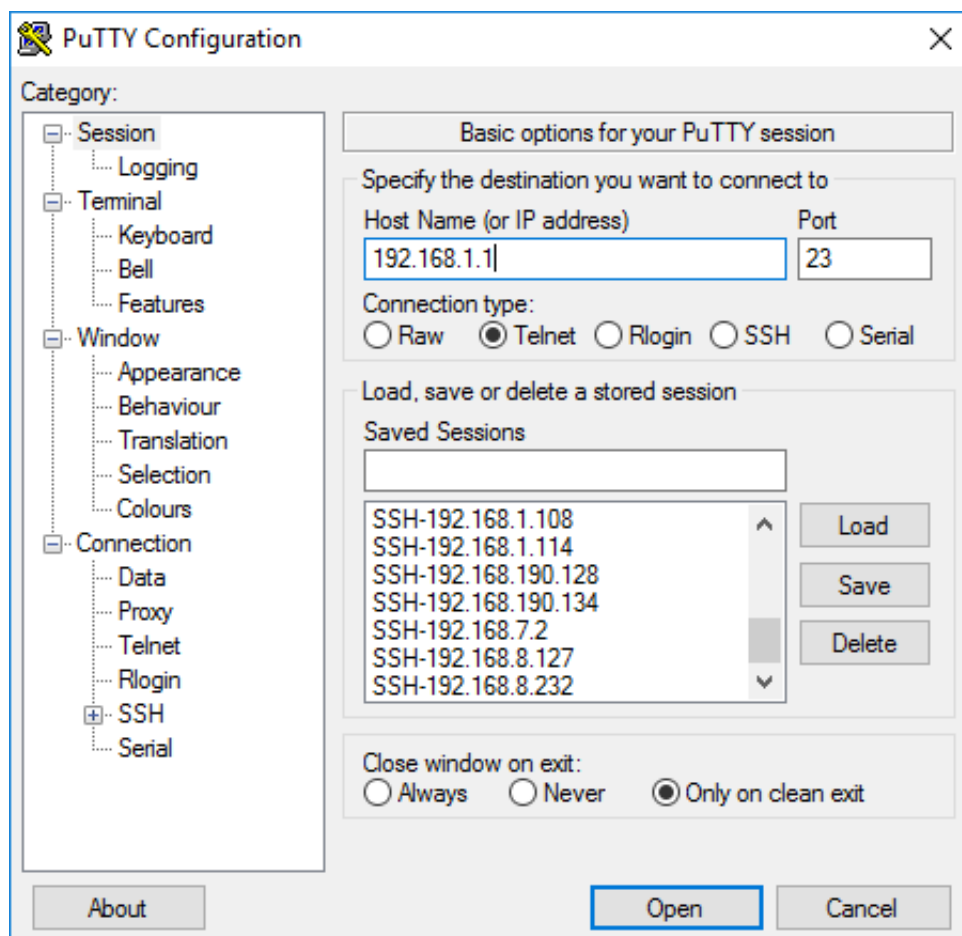 PuTTY Configuration
Category:
Session
Logging
Terminal
Keyboard
Bell
Features
Window
Appearance
Behaviour
Translation
Selection
Colours
Connection
Data
Proxy
Telnet
Rlogin
SSH
Serial
Basic options for your PuTTY session
Specify the destination you want to connect to
Host Name (or IP address) Port
192.168.1.1 23
Connection type:
Raw Telnet Rlogin SSH Serial
Load, save or delete a stored session
Saved Sessions
SSH-192.168.1.108
SSH-192.168.1.114
SSH-192.168.190.128
SSH-192.168.190.134
SSH-192.168.7.2
SSH-192.168.8.127
SSH-192.168.8.232
Load
Save
Delete
Close window on exit:
Always Never Only on clean exit
About Open Cancel